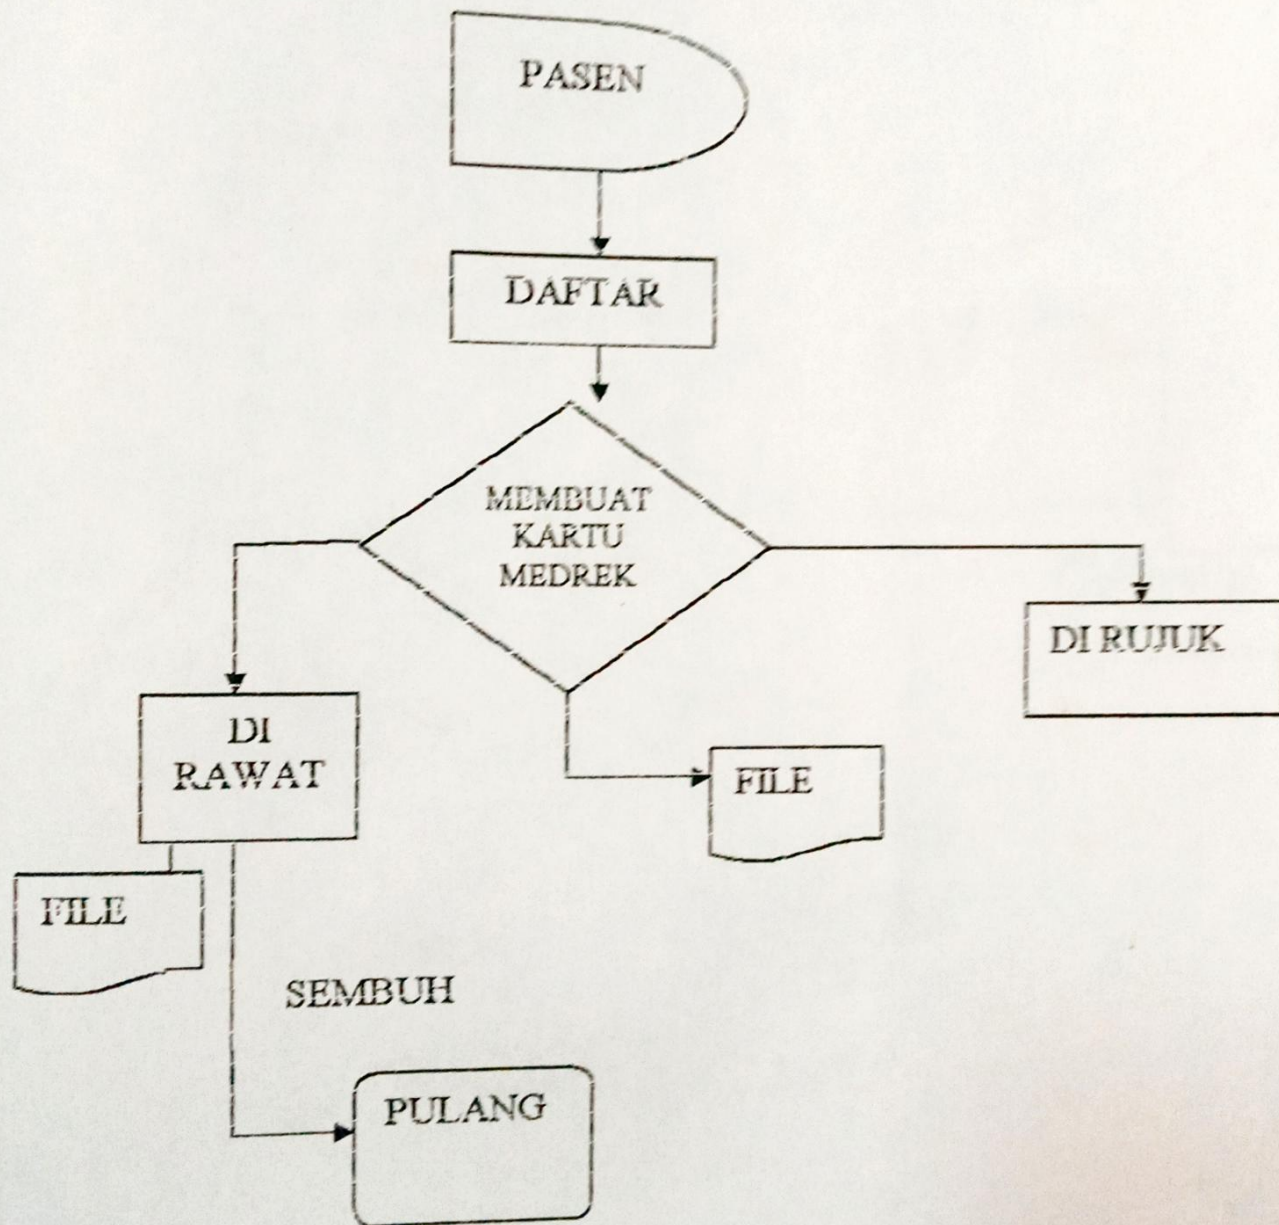 PASEN
DAFTAR
MEMBUAT
KARTU
MEDREK
DI RUJUK
DI
RAWAT
FILE
FILE
SEMBUH
PULANG